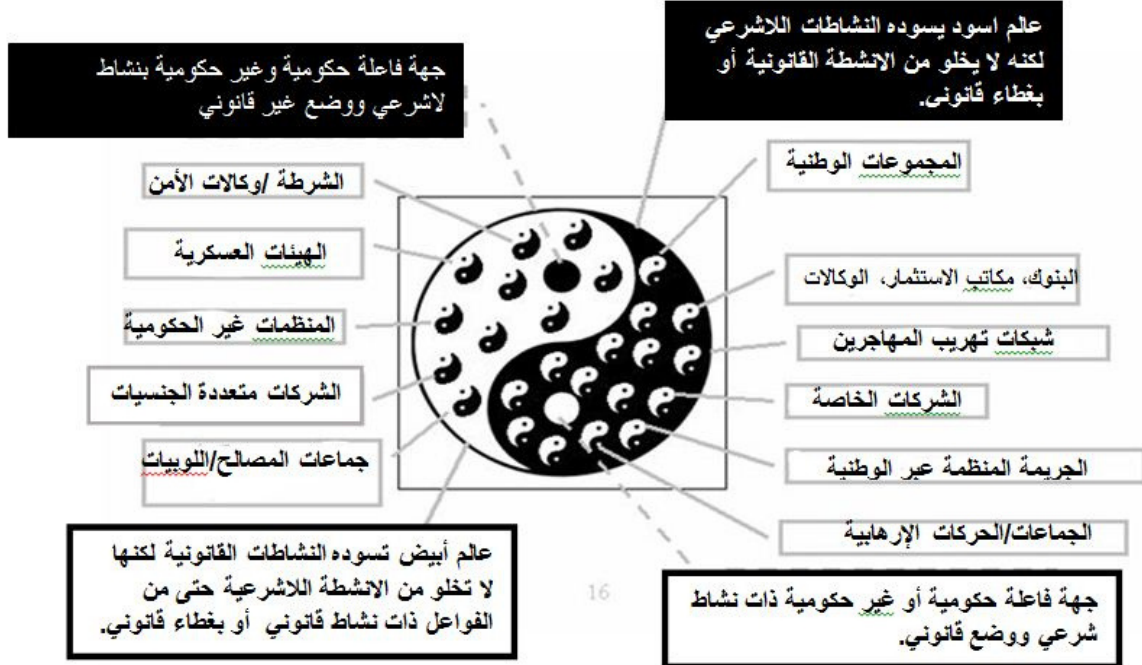 عالم اسود يسوده النشاطات اللاشرعي
لكنه لا يخلو من الانشطة القانونية أو
بغطاء قانوني.
جهة فاعلة حكومية وغير حكومية بنشاط
لاشرعي ووضع غير قانوني
المجموعات الوطنية
الشرطة /وكالات الأمن
الهيئات العسكرية
البنوك، مكاتب الاستثمار، الوكالات
المنظمات غير الحكومية
شبكات تهريب المهاجرين
الشركات متعددة الجنسيات
الشركات الخاصة
جماعات المصالح/اللوبيات
الجريمة المنظمة عبر الوطنية
الجماعات/الحركات الإرهابية
عالم أبيض تسوده النشاطات القانونية لكنها
لا تخلو من الانشطة اللاشرعية حتى من
الفواعل ذات نشاط قانوني أو بغطاء قانوني.
16
جهة فاعلة حكومية أو غير حكومية ذات نشاط
شرعي ووضع قانوني.